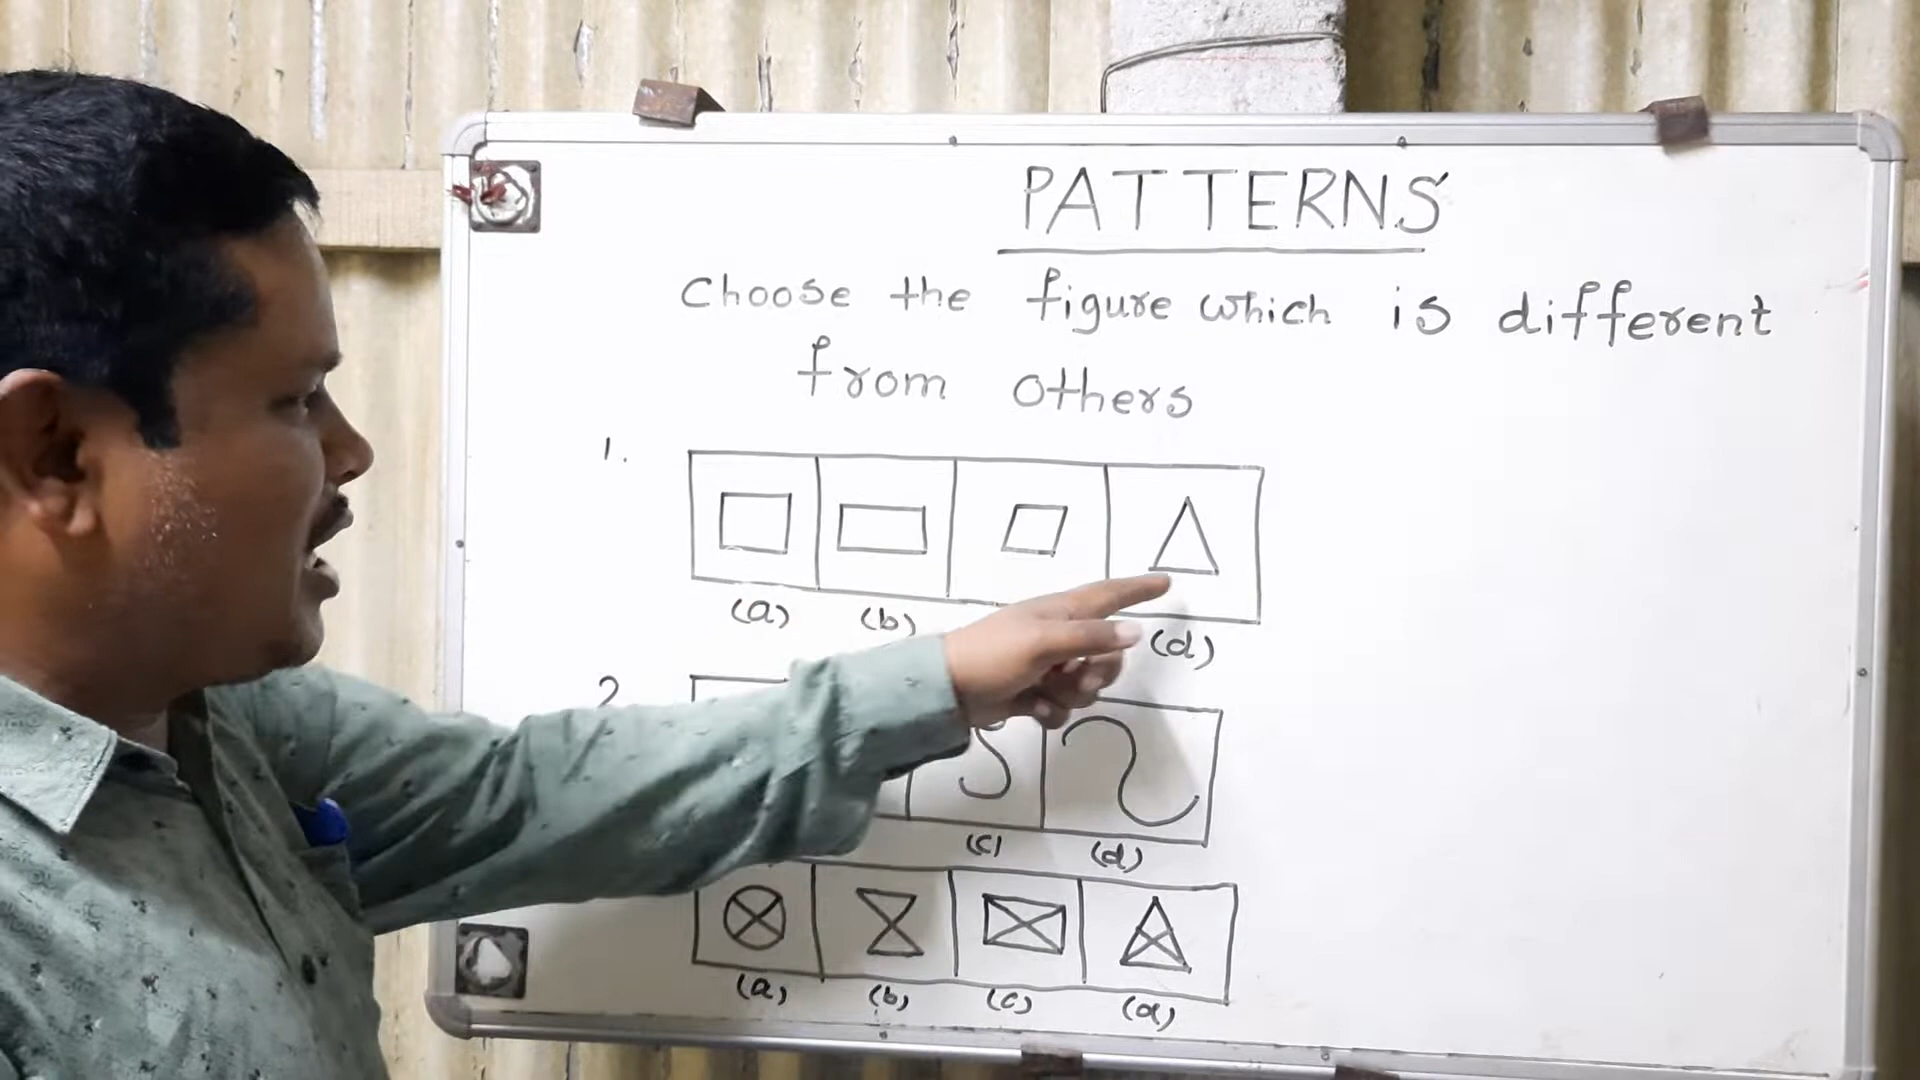 PATTERNS
Choose the figure which is different
from others
1.
(a) (b) (d)
2
(c) (d)
(a) (b) (c) (d)